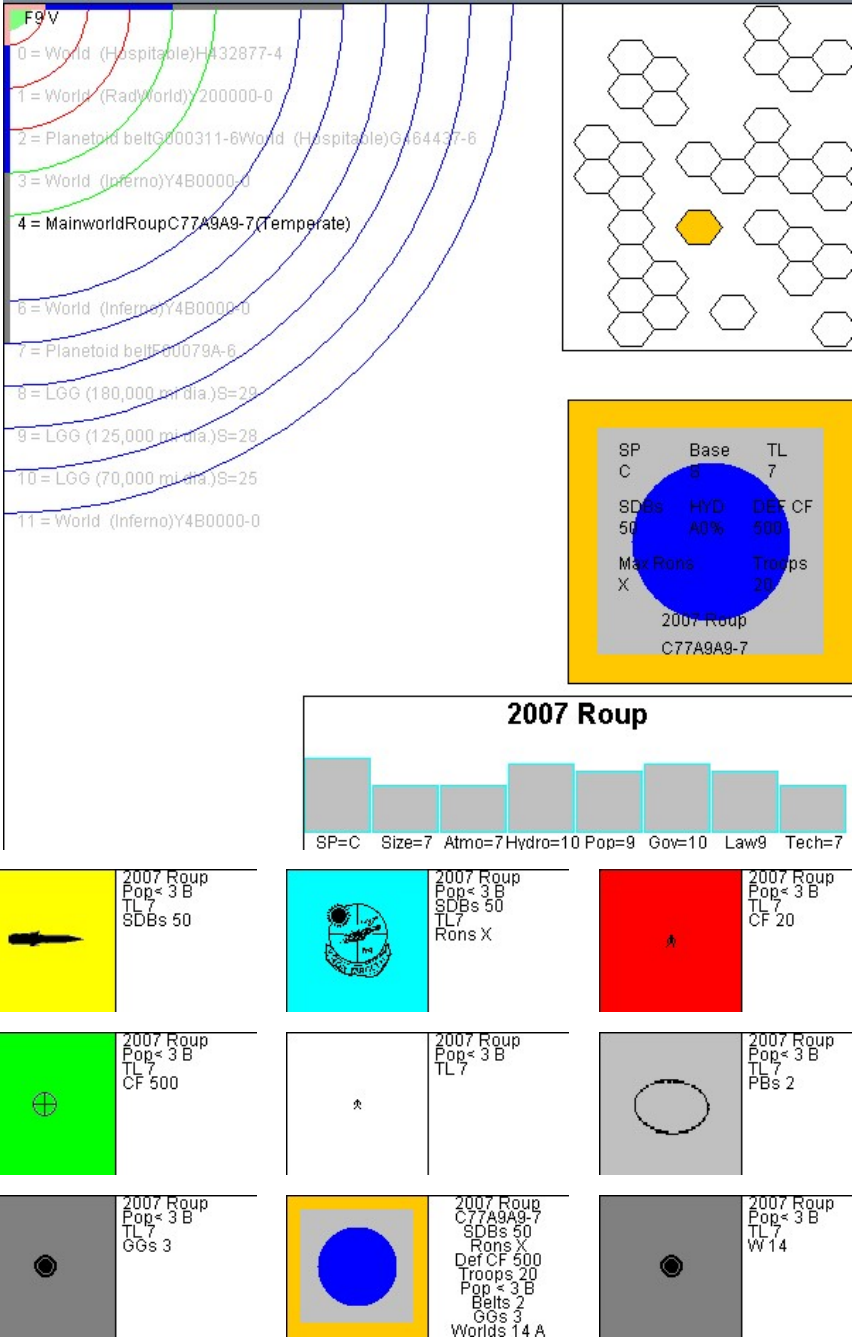 F9 V
0 = World (Hospitable)H432877-4
1 = World (RadWorld)Y200000-0
2 = Planetoid beltG000311-6World (Hospitable)G464437-6
3 = World (Inferno)Y4B0000-0
4 = MainworldRoupC77A9A9-7(Temperate)
6 = World (Inferno)Y4B0000-0
7 = Planetoid beltF00079A-6
8 = LGG (180,000 mi dia.)S=29
9 = LGG (125,000 mi dia.)S=28
10 = LGG (70,000 mi dia.)S=25
11 = World (Inferno)Y4B0000-0
SP Base TL
C S 7
SDBs HYD DEF CF
50 A0% 500
Max Rons Troops
X 20
2007 Roup
C77A9A9-7
2007 Roup
SP=C Size=7 Atmo=7 Hydro=10 Pop=9 Gov=10 Law9 Tech=7
2007 Roup
Pop< 3 B
TL 7
SDBs 50
2007 Roup
Pop< 3 B
SDBs 50
TL7
Rons X
2007 Roup
Pop< 3 B
TL 7
CF 20
2007 Roup
Pop< 3 B
TL 7
CF 500
2007 Roup
Pop< 3 B
TL 7
2007 Roup
Pop< 3 B
TL 7
PBs 2
2007 Roup
Pop< 3 B
TL 7
GGs 3
2007 Roup
C77A9A9-7
SDBs 50
Rons X
Def CF 500
Troops 20
Pop < 3 B
Belts 2
GGs 3
Worlds 14 A
2007 Roup
Pop< 3 B
TL 7
W 14